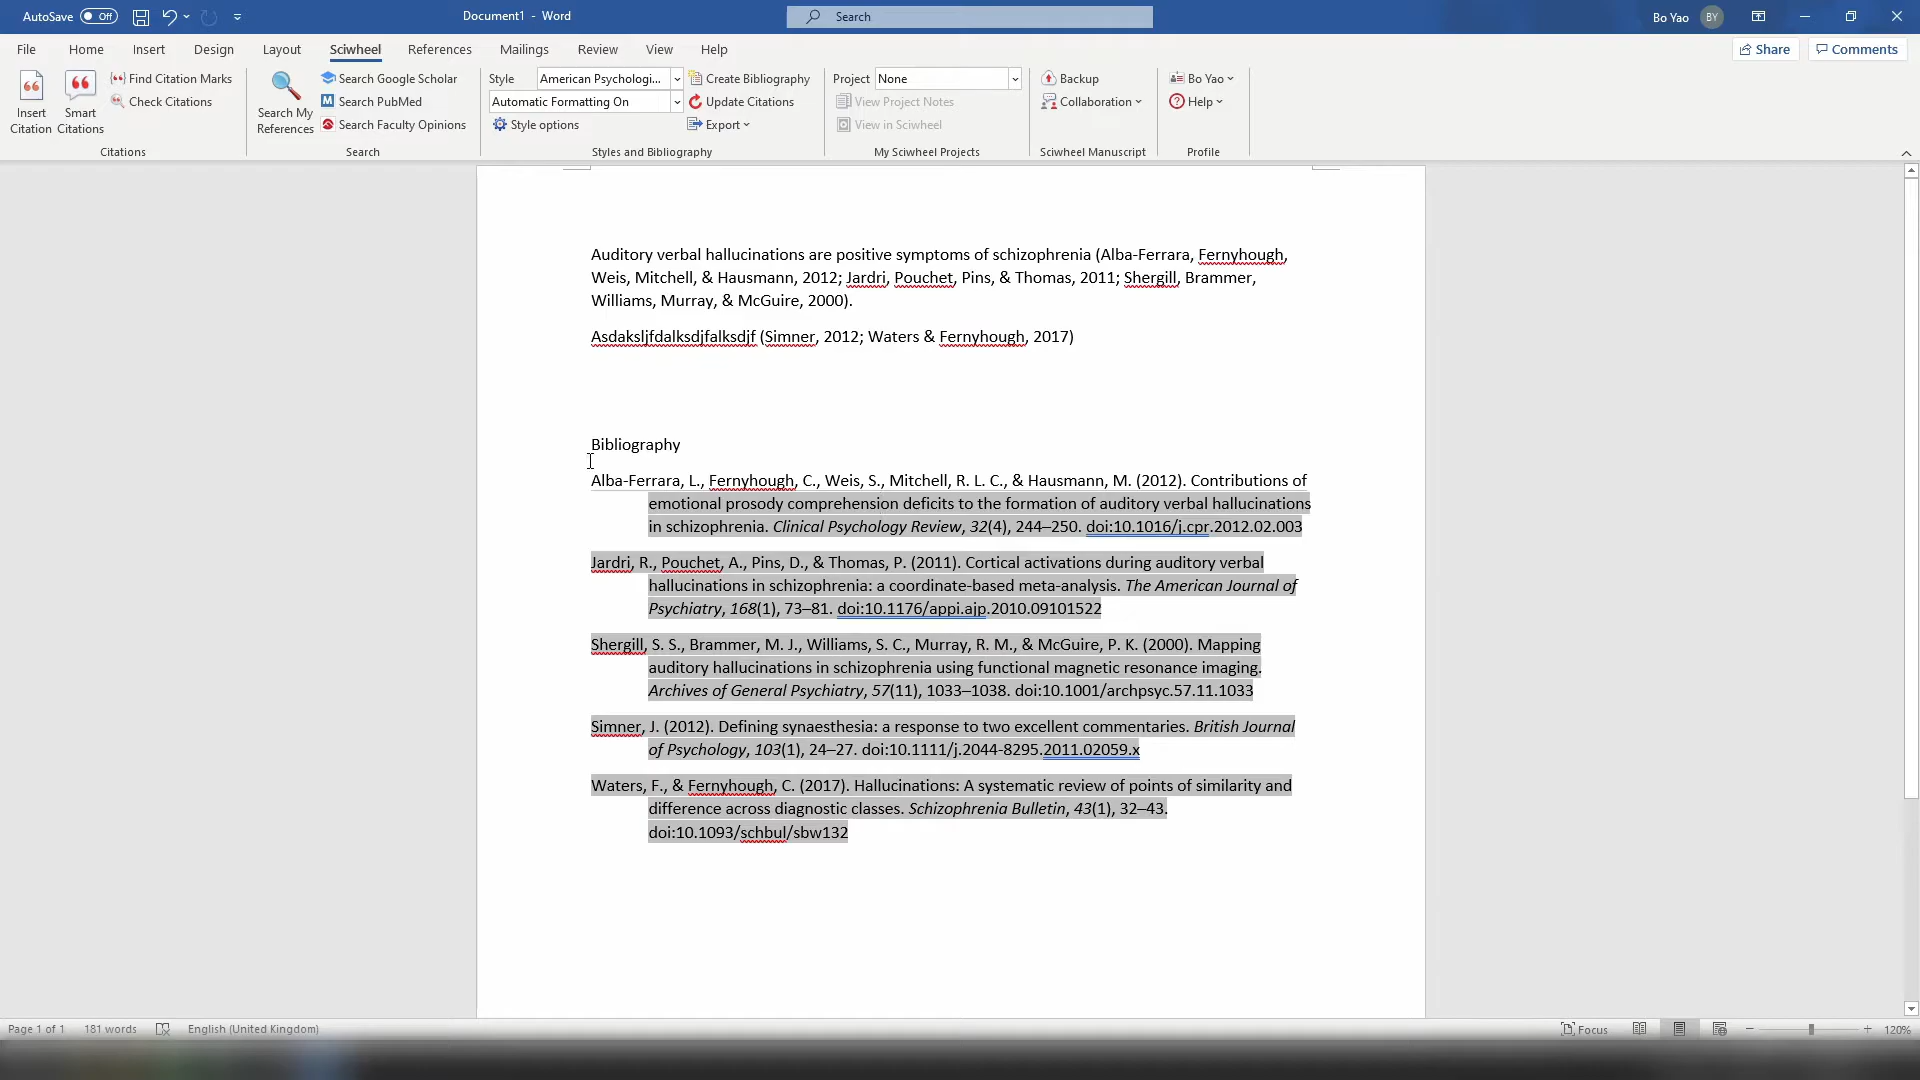 AutoSave Off Document1 - Word Search Bo Yao BY
File Home Insert Design Layout Sciwheel References Mailings Review View Help Share Comments
Insert Citation
Smart Citations
Find Citation Marks
Check Citations
Citations
Search My References
Search Google Scholar
Search PubMed
Search Faculty Opinions
Search
Style American Psychologi...
Automatic Formatting On
Style options
Create Bibliography
Update Citations
Export
Styles and Bibliography
Project None
View Project Notes
View in Sciwheel
My Sciwheel Projects
Backup
Collaboration
Sciwheel Manuscript
Bo Yao
Help
Profile
Auditory verbal hallucinations are positive symptoms of schizophrenia (Alba-Ferrara, Fernyhough,
Weis, Mitchell, & Hausmann, 2012; Jardri, Pouchet, Pins, & Thomas, 2011; Shergill, Brammer,
Williams, Murray, & McGuire, 2000).
Asdaksljfdalksdjfalksdjf (Simner, 2012; Waters & Fernyhough, 2017)
Bibliography
Alba-Ferrara, L., Fernyhough, C., Weis, S., Mitchell, R. L. C., & Hausmann, M. (2012). Contributions of
emotional prosody comprehension deficits to the formation of auditory verbal hallucinations
in schizophrenia. Clinical Psychology Review, 32(4), 244–250. doi:10.1016/j.cpr.2012.02.003
Jardri, R., Pouchet, A., Pins, D., & Thomas, P. (2011). Cortical activations during auditory verbal
hallucinations in schizophrenia: a coordinate-based meta-analysis. The American Journal of
Psychiatry, 168(1), 73–81. doi:10.1176/appi.ajp.2010.09101522
Shergill, S. S., Brammer, M. J., Williams, S. C., Murray, R. M., & McGuire, P. K. (2000). Mapping
auditory hallucinations in schizophrenia using functional magnetic resonance imaging.
Archives of General Psychiatry, 57(11), 1033–1038. doi:10.1001/archpsyc.57.11.1033
Simner, J. (2012). Defining synaesthesia: a response to two excellent commentaries. British Journal
of Psychology, 103(1), 24–27. doi:10.1111/j.2044-8295.2011.02059.x
Waters, F., & Fernyhough, C. (2017). Hallucinations: A systematic review of points of similarity and
difference across diagnostic classes. Schizophrenia Bulletin, 43(1), 32–43.
doi:10.1093/schbul/sbw132
Page 1 of 1 181 words English (United Kingdom) Focus 120%